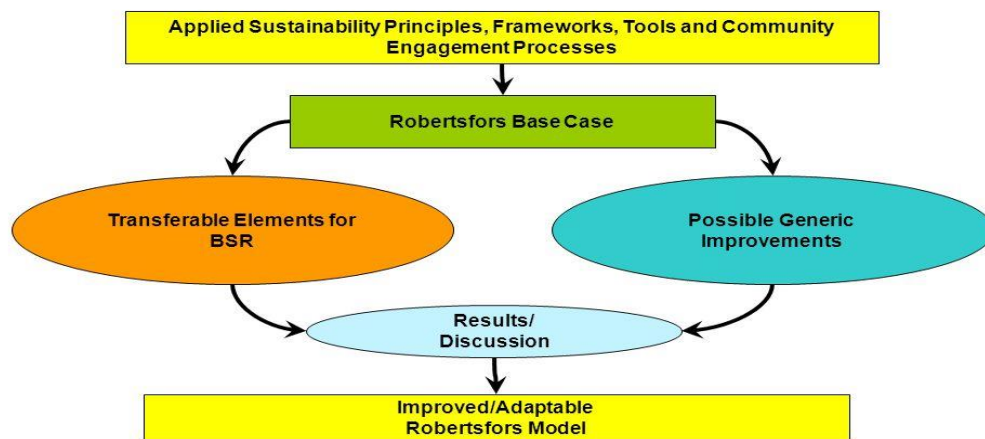 Applied Sustainability Principles, Frameworks, Tools and Community
Engagement Processes
Robertsfors Base Case
Transferable Elements for
BSR
Possible Generic
Improvements
Results/
Discussion
Improved/Adaptable
Robertsfors Model